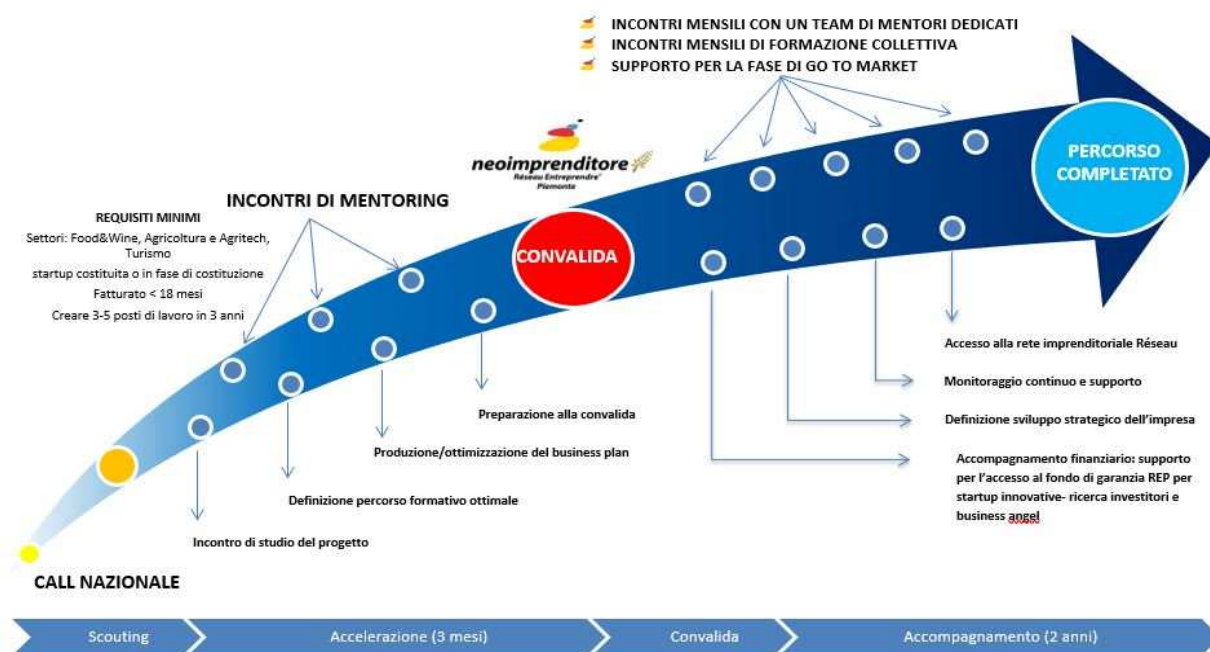 INCONTRI MENSILI CON UN TEAM DI MENTORI DEDICATI
INCONTRI MENSILI DI FORMAZIONE COLLETTIVA
SUPPORTO PER LA FASE DI GO TO MARKET
neoimprenditore
Réseau Entreprendre®
Piemonte
PERCORSO
COMPLETATO
INCONTRI DI MENTORING
REQUISITI MINIMI
Settori: Food&Wine, Agricoltura e Agritech,
Turismo
startup costituita o in fase di costituzione
Fatturato < 18 mesi
Creare 3-5 posti di lavoro in 3 anni
CONVALIDA
Accesso alla rete imprenditoriale Réseau
Monitoraggio continuo e supporto
Definizione sviluppo strategico dell'impresa
Accompagnamento finanziario: supporto
per l'accesso al fondo di garanzia REP per
startup innovative- ricerca investitori e
business angel
Preparazione alla convalida
Produzione/ottimizzazione del business plan
Definizione percorso formativo ottimale
Incontro di studio del progetto
CALL NAZIONALE
Scouting
Accelerazione (3 mesi)
Convalida
Accompagnamento (2 anni)